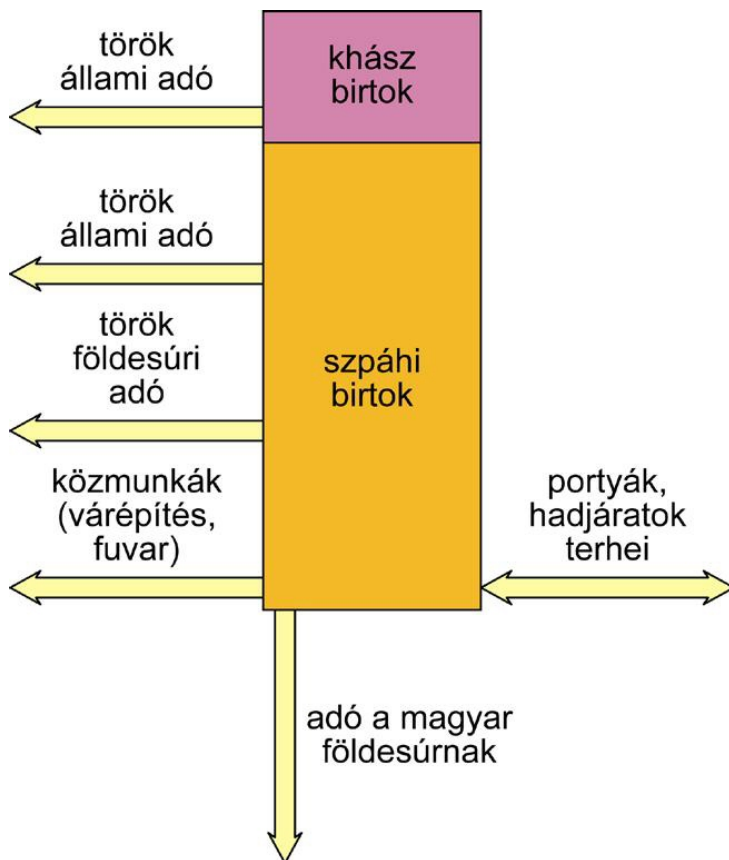 török
állami adó
khász
birtok
török
állami adó
török
földesúri
adó
szpáhi
birtok
közmunkák
(várépítés,
fuvar)
portyák,
hadjáratok
terhei
adó a magyar
földesúrnak